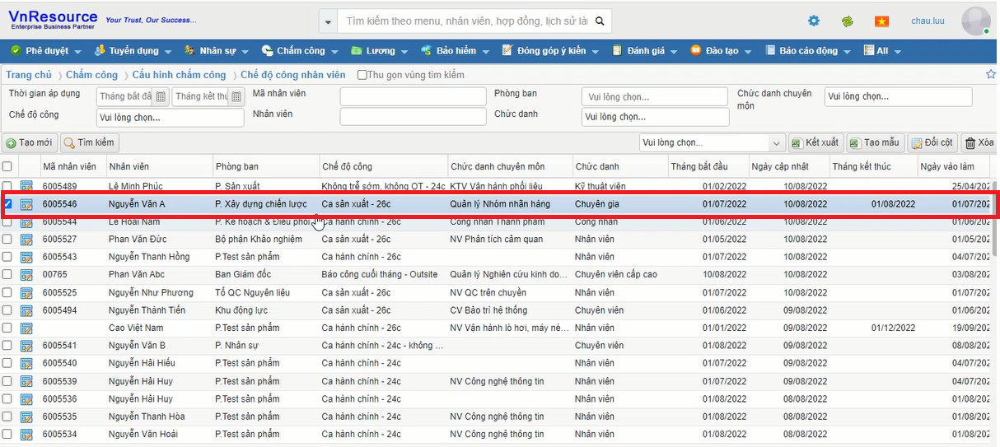 VnResource
Enterprise Business Partner
Your Trust, Our Success...
Tìm kiếm theo menu, nhân viên, hợp đồng, lịch sử là
chau.luu
Phê duyệt Tuyển dụng Nhân sự Chấm công Lương Bảo hiểm Đóng góp ý kiến Đánh giá Đào tạo Báo cáo động All
Trang chủ Chấm công Cấu hình chấm công Chế độ công nhân viên Thu gọn vùng tìm kiếm
Thời gian áp dụng Tháng bắt đầ Tháng kết thú Mã nhân viên Phòng ban Vui lòng chọn... Chức danh chuyên môn Vui lòng chọn...
Chế độ công Vui lòng chọn... Nhân viên Chức danh Vui lòng chọn...
Tạo mới Tìm kiếm Vui lòng chọn... Kết xuất Tạo mẫu Đổi cột Xóa
Mã nhân viên Nhân viên Phòng ban Chế độ công Chức danh chuyên môn Chức danh Tháng bắt đầu Ngày cập nhật Tháng kết thúc Ngày vào làm
6005489 Lê Minh Phúc P. Sản xuất Không trễ sớm, không OT - 24c KTV Vận hành phối liệu Kỹ thuật viên 01/02/2022 10/08/2022 25/04/
6005546 Nguyễn Văn A P. Xây dựng chiến lược Ca sản xuất - 26c Quản lý Nhóm nhãn hàng Chuyên gia 01/07/2022 10/08/2022 01/08/2022 01/07/202
6005544 Lê Hoài Nam P. Kế hoạch & Điều phối Ca hành chính - 26c Công nhân Thành phẩm Công nhân 01/06/2022 10/08/2022 01/06/202
6005527 Phan Văn Đức Bộ phận Khảo nghiệm Ca sản xuất - 26c NV Phân tích cảm quan Nhân viên 01/05/2022 10/08/2022 01/05/202
6005543 Nguyễn Thanh Hồng P.Test sản phẩm Ca hành chính - 26c Nhân viên 01/07/2022 10/08/2022 04/07/202
00765 Phan Văn Abc Ban Giám đốc Báo công cuối tháng - Outsite Quản lý Nghiên cứu kinh do... Chuyên viên cấp cao 10/08/2022 10/08/2022 03/08/202
6005525 Nguyễn Như Phương Tổ QC Nguyên liệu Ca sản xuất - 26c NV QC trên chuyền Nhân viên 01/07/2022 10/08/2022 01/07/202
6005494 Nguyễn Thành Tiến Khu động lực Ca sản xuất - 26c CV Bảo trì hệ thống Chuyên viên 01/06/2022 09/08/2022 01/06/202
Cao Việt Nam P.Test sản phẩm Ca sản xuất - 26c NV Vận hành lò hơi, máy né... Nhân viên 01/01/2022 09/08/2022 01/12/2022 19/09/202
6005541 Nguyễn Văn B P. Nhân sự Ca hành chính - 24c - không ... Chuyên viên 01/08/2022 09/08/2022 08/08/202
6005540 Nguyễn Hải Hiếu P.Test sản phẩm Ca hành chính - 24c Nhân viên 01/07/2022 09/08/2022 04/07/202
6005539 Nguyễn Hải Huy P.Test sản phẩm Ca hành chính - 24c NV Công nghệ thông tin Nhân viên 01/07/2022 09/08/2022 04/07/202
6005536 Nguyễn Hải Huy P.Test sản phẩm Ca hành chính - 24c Nhân viên 01/08/2022 08/08/2022 01/08/202
6005535 Nguyễn Thanh Hòa P.Test sản phẩm Ca hành chính - 24c NV Công nghệ thông tin Nhân viên 01/08/2022 08/08/2022 01/08/202
6005534 Nguyễn Văn Hoài P.Test sản phẩm Ca hành chính - 24c NV Công nghệ thông tin Nhân viên 01/08/2022 08/08/2022 01/08/202